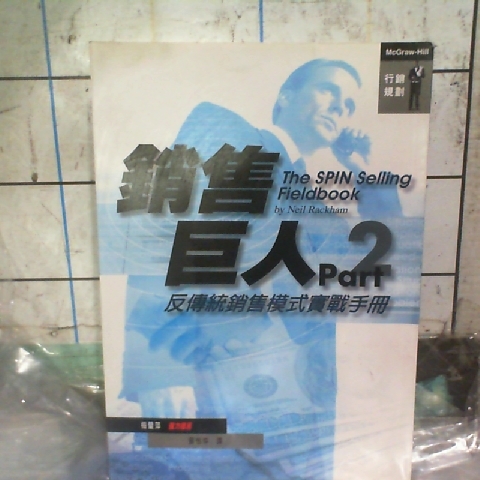 McGraw-Hill
行銷
規劃
銷售
The SPIN Selling
Fieldbook
by Neil Rackham
巨人 Part 2
反傳統銷售模式實戰手冊